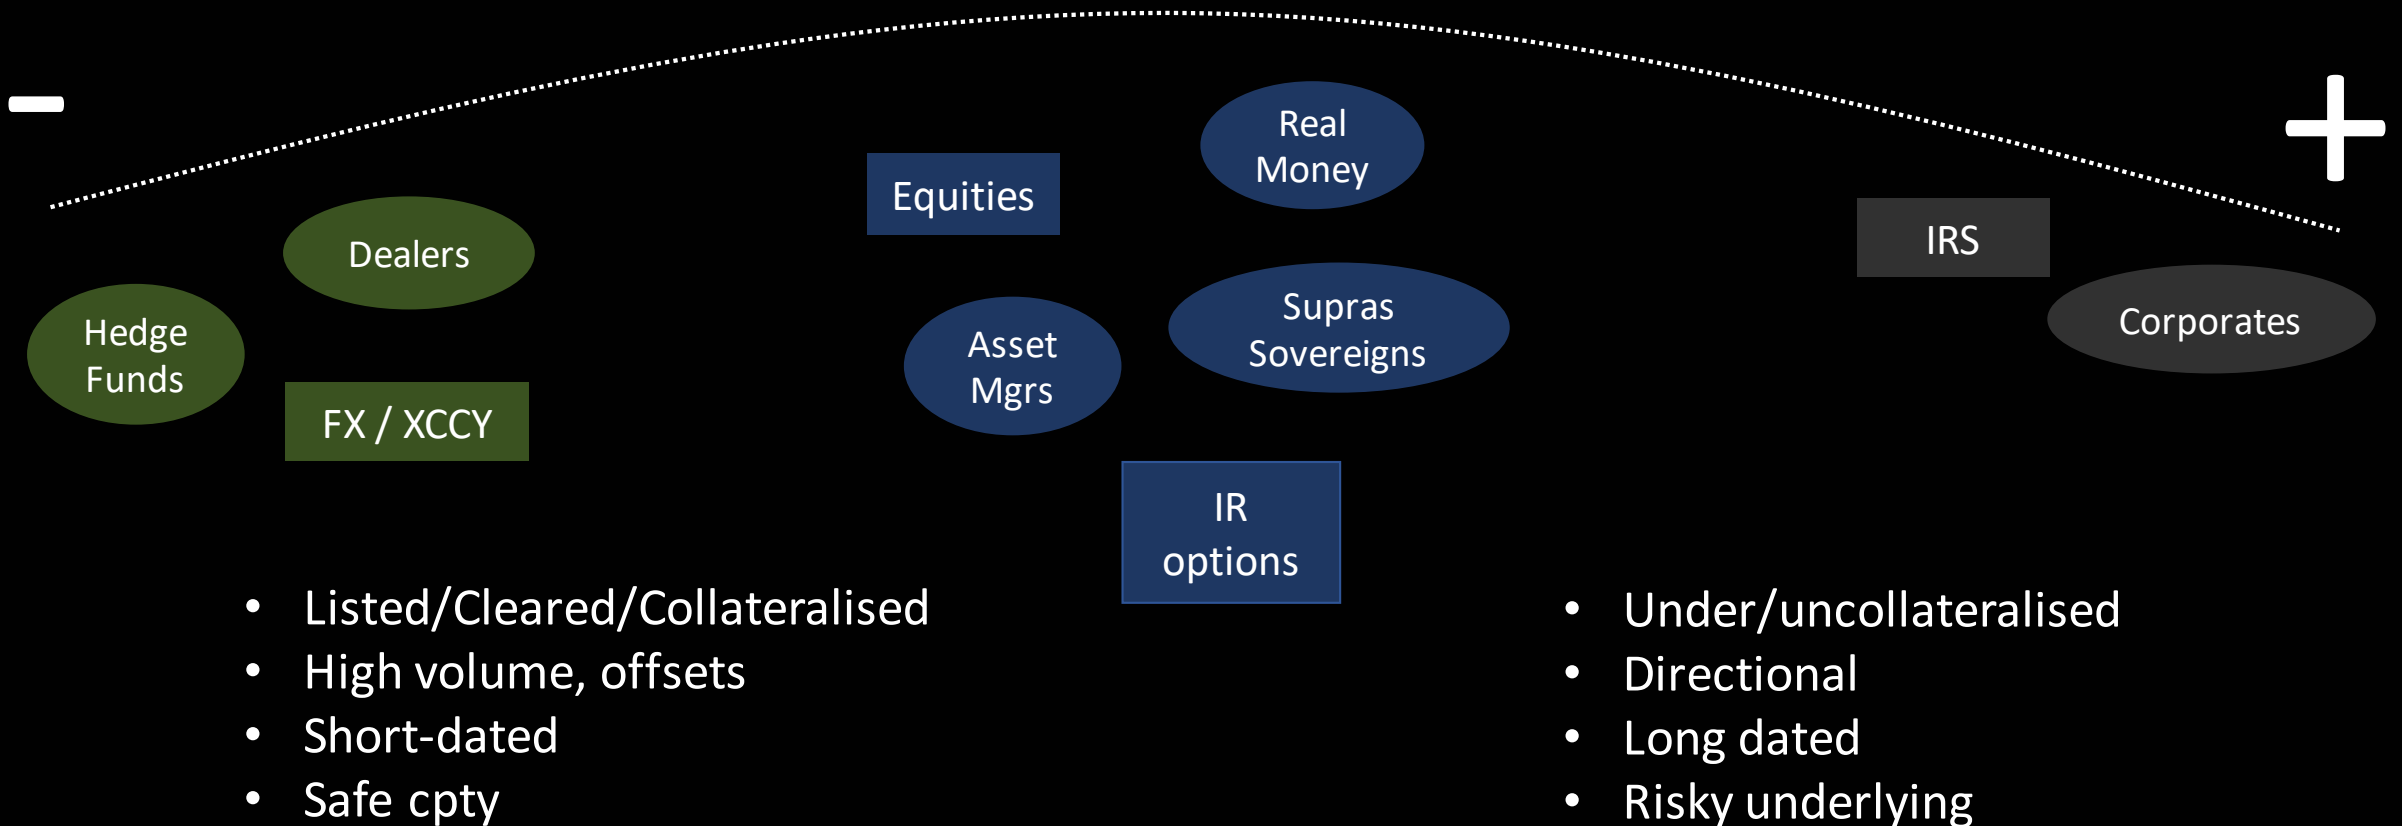 –
+
Real
Money
Equities
Dealers
IRS
Hedge
Funds
Asset
Mgrs
Supras
Sovereigns
Corporates
FX / XCCY
IR
options
• Listed/Cleared/Collateralised
• High volume, offsets
• Short-dated
• Safe cpty
• Under/uncollateralised
• Directional
• Long dated
• Risky underlying